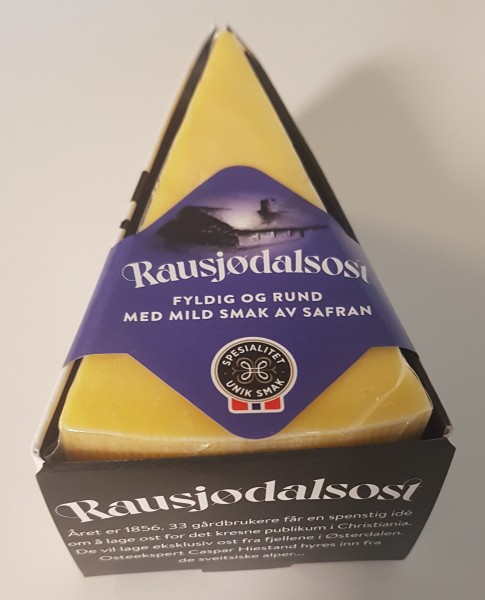 Rausjødalsost
FYLDIG OG RUND
MED MILD SMAK AV SAFRAN
SPESIALITET
UNIK SMAK
Rausjødalsost
Året er 1856. 33 gårdbrukere får en spenstig idè
om å lage ost for det kresne publikum i Christiania.
De vil lage eksklusiv ost fra fjellene i Østerdalen.
Osteekspert Caspar Hiestand hyres inn fra
de sveitsiske alper...